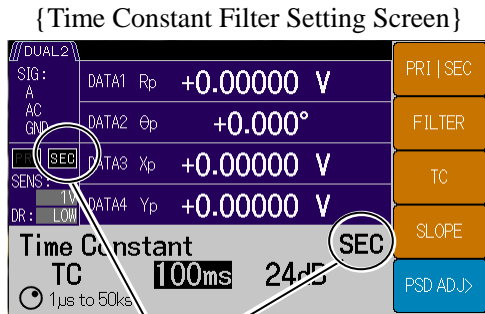 {Time Constant Filter Setting Screen}
DUAL2
SIG:
A
AC
GND
PRI SEC
SENS:
1V
DR: LOW
DATA1 Rp +0.00000 V
DATA2 θp +0.000°
DATA3 Xp +0.00000 V
DATA4 Yp +0.00000 V
Time Constant SEC
TC 100ms 24dB
1µs to 50ks
PRI|SEC
FILTER
TC
SLOPE
PSD ADJ>